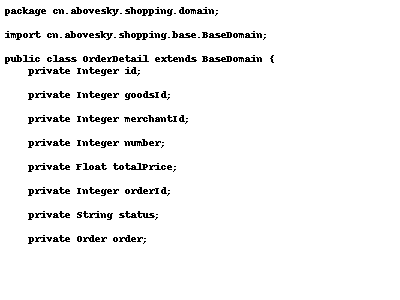 package cn.abovesky.shopping.domain;
import cn.abovesky.shopping.base.BaseDomain;
public class OrderDetail extends BaseDomain {
    private Integer id;
    private Integer goodsId;
    private Integer merchantId;
    private Integer number;
    private Float totalPrice;
    private Integer orderId;
    private String status;
    private Order order;